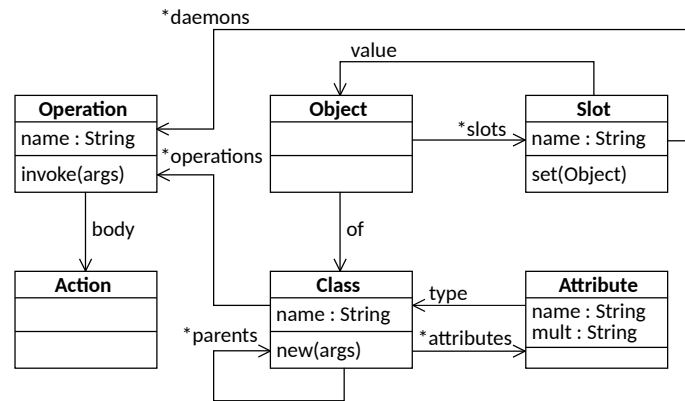 *daemons
value
Operation
name : String
invoke(args)
Object
*slots
Slot
name : String
set(Object)
*operations
body
of
Action
Class
name : String
new(args)
type
Attribute
name : String
mult : String
*parents
*attributes